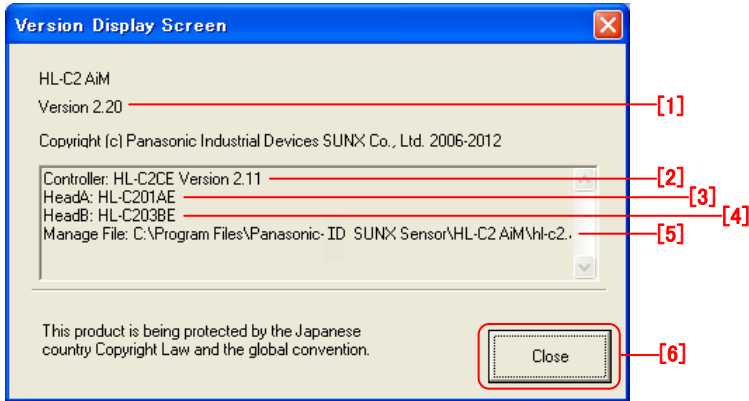 Version Display Screen
HL-C2 AiM
Version 2.20
[1]
Copyright (c) Panasonic Industrial Devices SUNX Co., Ltd. 2006-2012
Controller: HL-C2CE Version 2.11
[2]
HeadA: HL-C201AE
[3]
HeadB: HL-C203BE
[4]
Manage File: C:\Program Files\Panasonic- ID  SUNX Sensor\HL-C2 AiM\hl-c2.
[5]
This product is being protected by the Japanese
country Copyright Law and the global convention.
Close
[6]